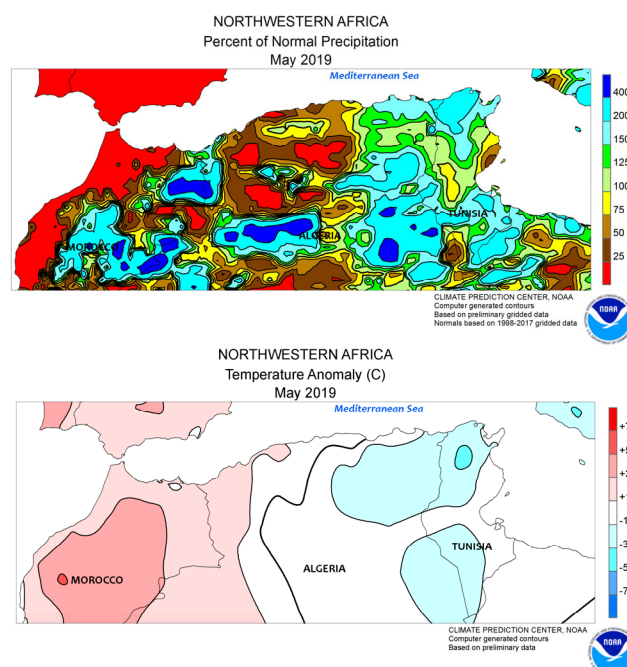 NORTHWESTERN AFRICA
Percent of Normal Precipitation
May 2019
Mediterranean Sea
400
200
150
125
100
75
50
25
TUNISIA
ALGERIA
MOROCCO
CLIMATE PREDICTION CENTER, NOAA
Computer generated contours
Based on preliminary gridded data
Normals based on 1998-2017 gridded data
NOAA
NORTHWESTERN AFRICA
Temperature Anomaly (C)
May 2019
Mediterranean Sea
-1
-3
-5
-7
TUNISIA
ALGERIA
MOROCCO
CLIMATE PREDICTION CENTER, NOAA
Computer generated contours
Based on preliminary data
NOAA